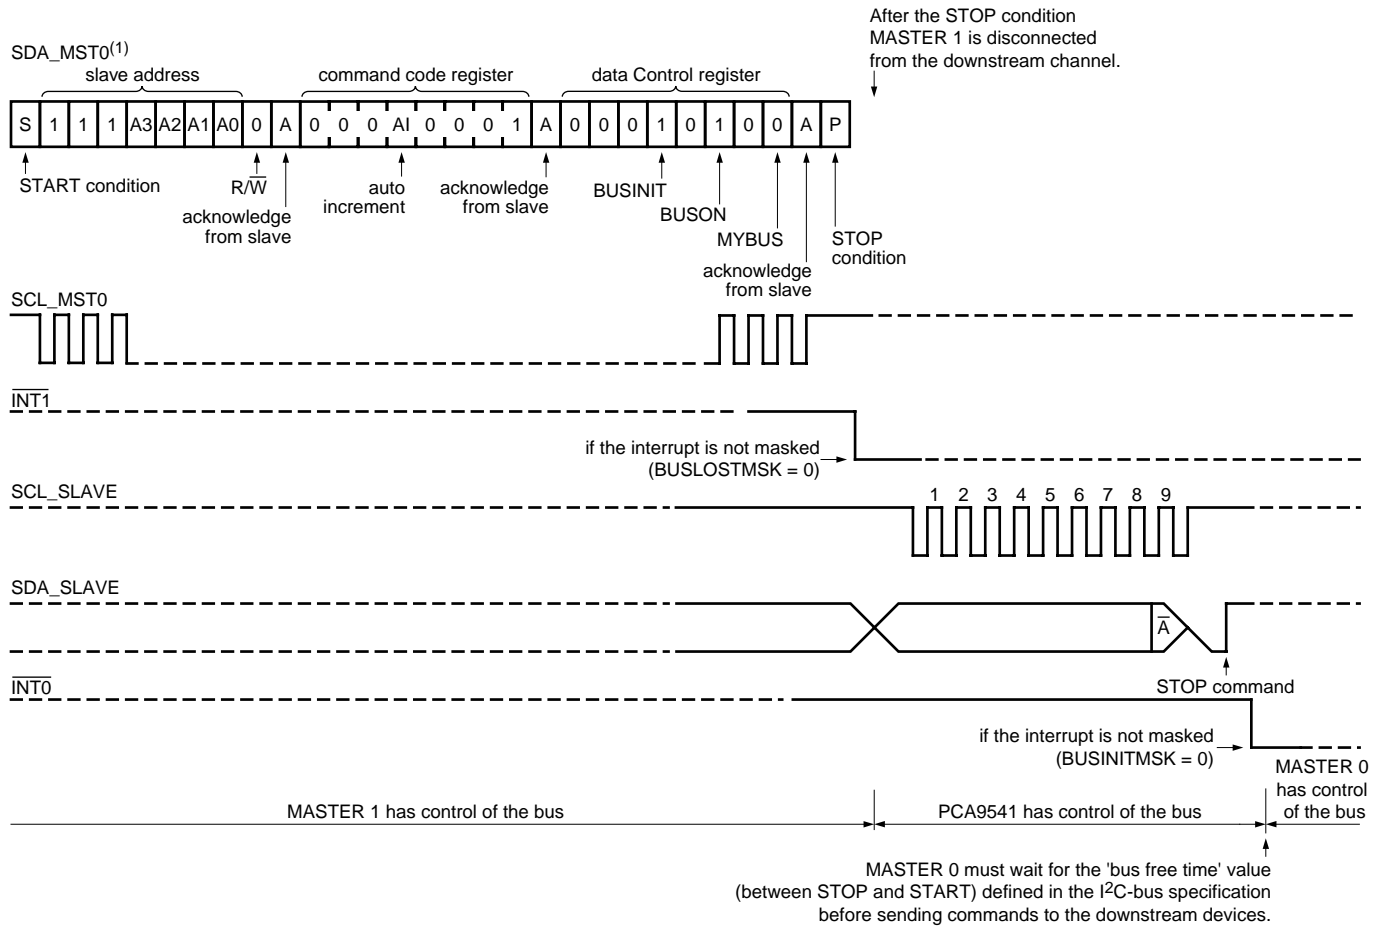 After the STOP condition
MASTER 1 is disconnected
from the downstream channel.
SDA_MST0(1)
slave address
command code register
data Control register
S 1 1 1 A3 A2 A1 A0 0 A 0 0 0 AI 0 0 0 1 A 0 0 0 1 0 1 0 0 A P
START condition
R/W
acknowledge
from slave
auto
increment
acknowledge
from slave
BUSINIT
BUSON
MYBUS
acknowledge
from slave
STOP
condition
SCL_MST0
INT1
if the interrupt is not masked
(BUSLOSTMSK = 0)
SCL_SLAVE
1 2 3 4 5 6 7 8 9
SDA_SLAVE
A
STOP command
INT0
if the interrupt is not masked
(BUSINITMSK = 0)
MASTER 1 has control of the bus
PCA9541 has control of the bus
MASTER 0
has control
of the bus
MASTER 0 must wait for the 'bus free time' value
(between STOP and START) defined in the I2C-bus specification
before sending commands to the downstream devices.